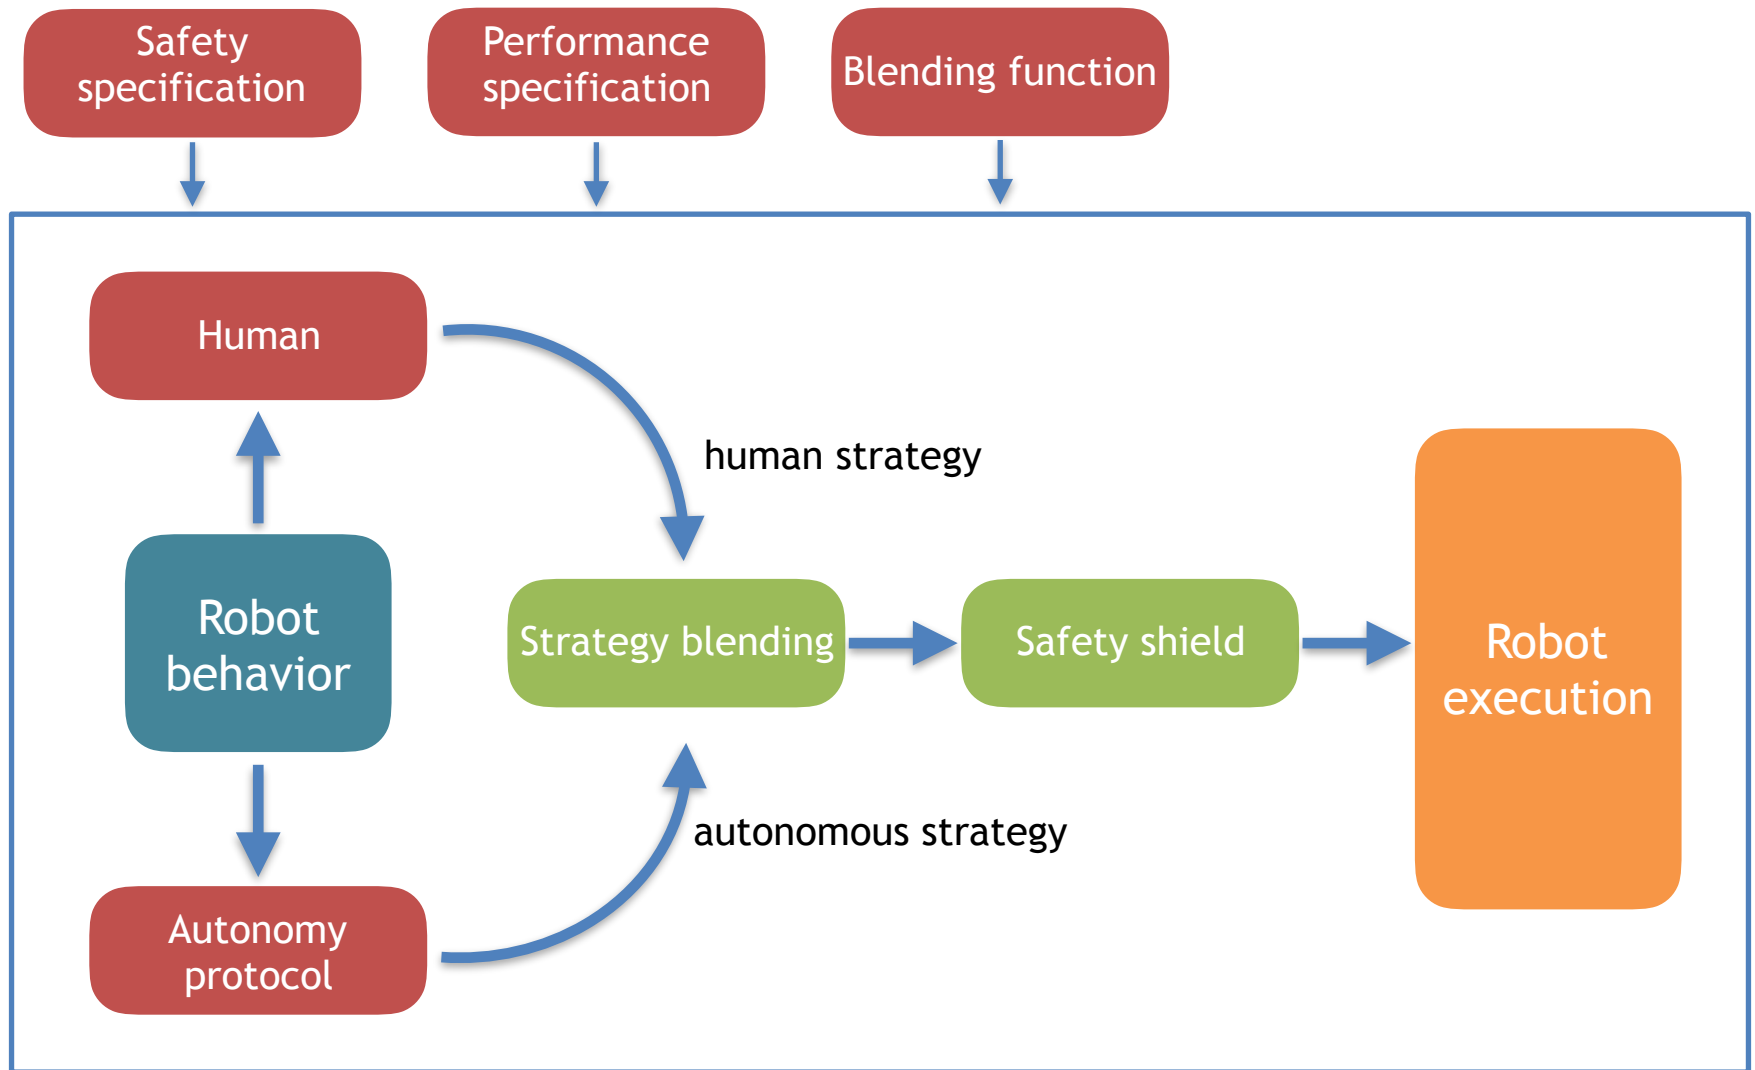 Safety
specification
Performance
specification
Blending function
Human
human strategy
Robot
behavior
Strategy blending
Safety shield
Robot
execution
autonomous strategy
Autonomy
protocol